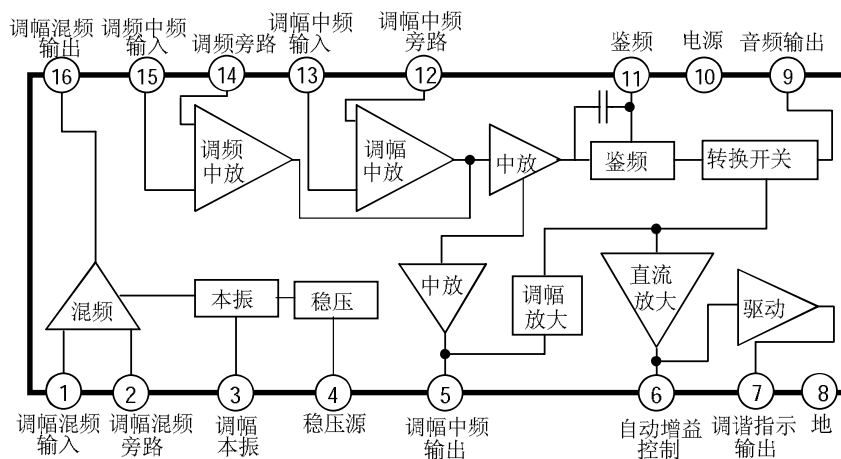 调幅混频
输出
调频中频
输入
调频旁路
调幅中频
输入
调幅中频
旁路
鉴频
电源
音频输出
16
15
14
13
12
11
10
9
调频
中放
调幅
中放
中放
鉴频
转换开关
混频
本振
稳压
中放
调幅
放大
直流
放大
驱动
1
2
3
4
5
6
7
8
调幅混频
输入
调幅混频
旁路
调幅
本振
稳压源
调幅中频
输出
自动增益
控制
调谐指示
输出
地